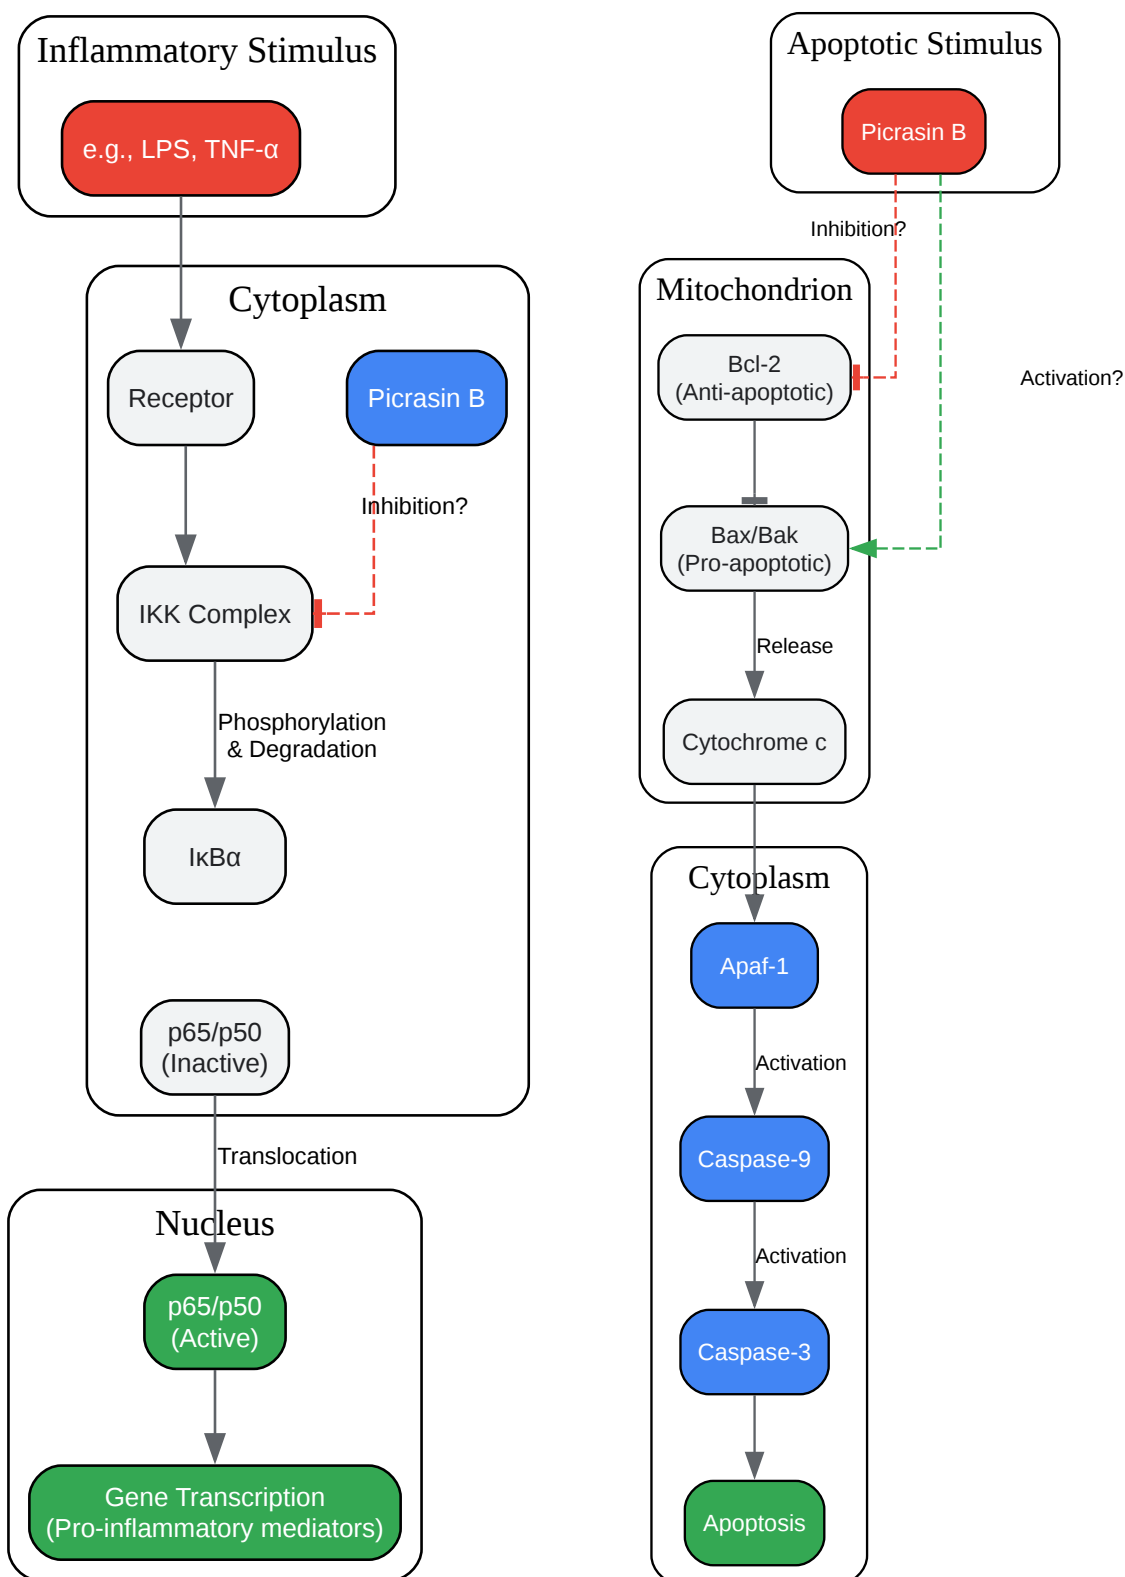 Inflammatory Stimulus
e.g., LPS, TNF-α
Cytoplasm
Receptor
Picrasin B
Inhibition?
IKK Complex
Phosphorylation
& Degradation
IκBα
p65/p50
(Inactive)
Translocation
Nucleus
p65/p50
(Active)
Gene Transcription
(Pro-inflammatory mediators)
Apoptotic Stimulus
Picrasin B
Inhibition?
Mitochondrion
Bcl-2
(Anti-apoptotic)
Activation?
Bax/Bak
(Pro-apoptotic)
Release
Cytochrome c
Cytoplasm
Apaf-1
Activation
Caspase-9
Activation
Caspase-3
Apoptosis